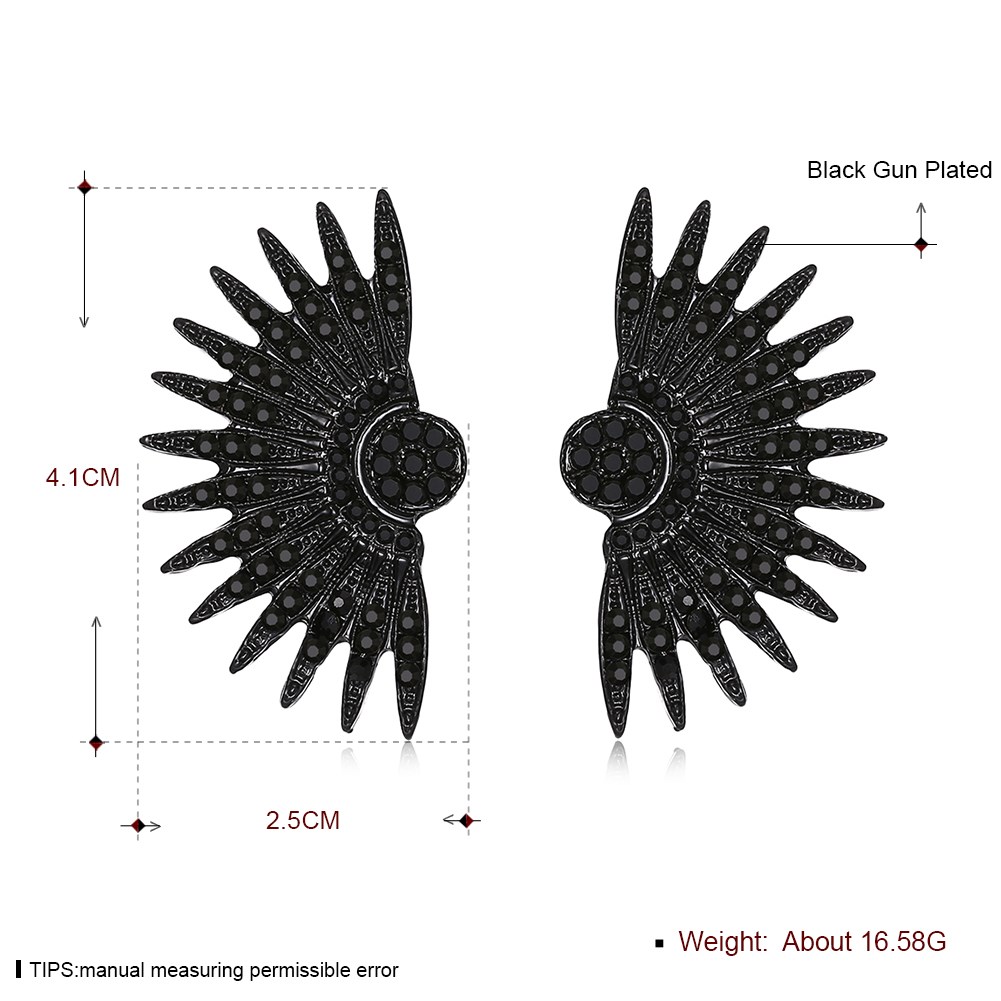 Black Gun Plated
4.1CM
2.5CM
Weight: About 16.58G
TIPS:manual measuring permissible error